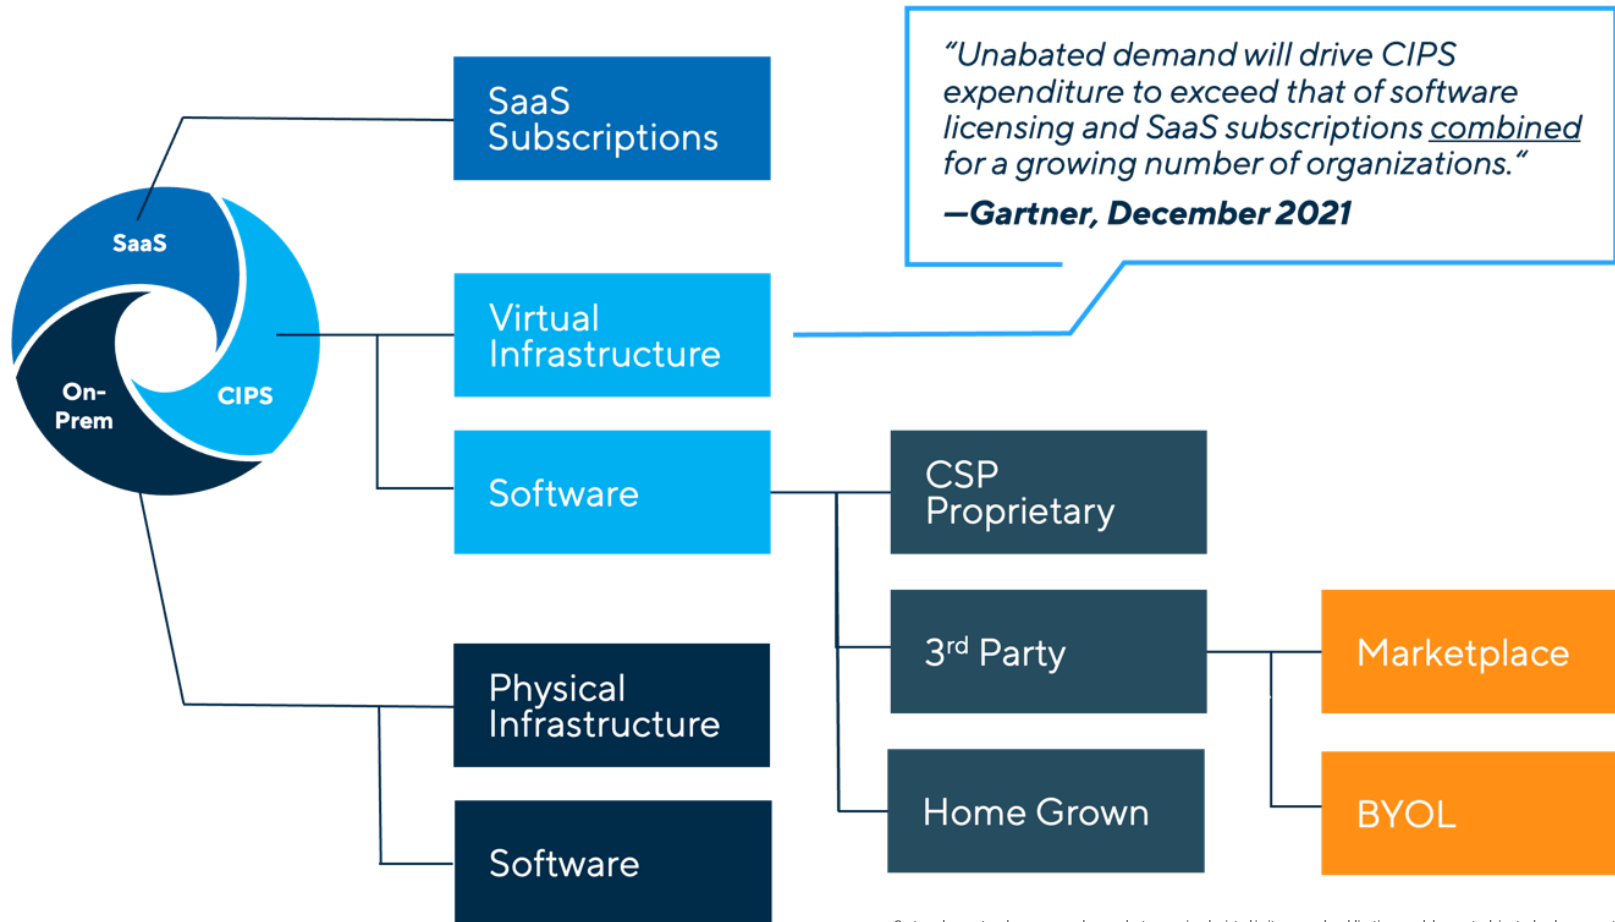 SaaS
Subscriptions
“Unabated demand will drive CIPS
expenditure to exceed that of software
licensing and SaaS subscriptions combined
for a growing number of organizations.“
—Gartner, December 2021
SaaS
On-
Prem
CIPS
Virtual
Infrastructure
Software
CSP
Proprietary
3rd Party
Marketplace
Physical
Infrastructure
Home Grown
BYOL
Software